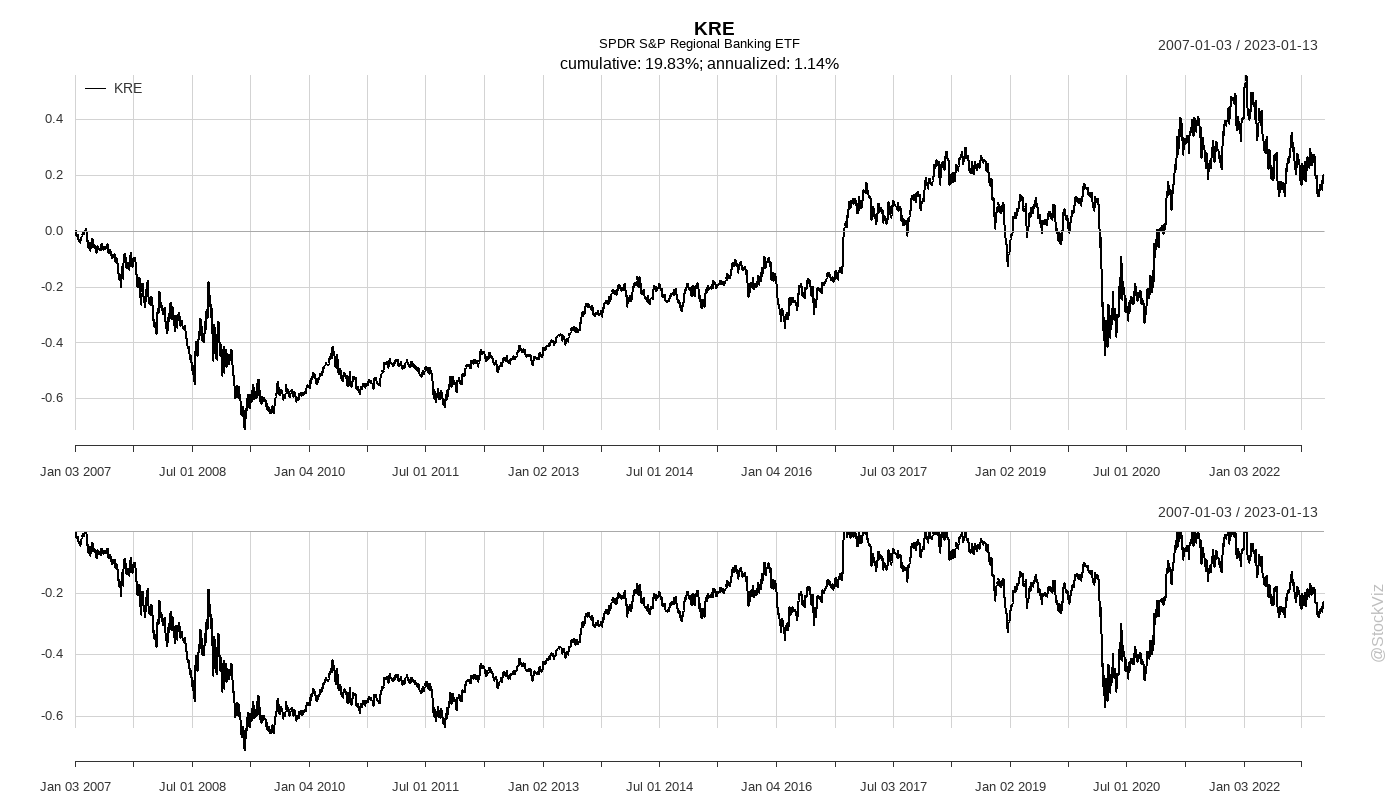 KRE
SPDR S&P Regional Banking ETF
2007-01-03 / 2023-01-13
cumulative: 19.83%; annualized: 1.14%
KRE
0.4
0.2
0.0
-0.2
-0.4
-0.6
Jan 03 2007 Jul 01 2008 Jan 04 2010 Jul 01 2011 Jan 02 2013 Jul 01 2014 Jan 04 2016 Jul 03 2017 Jan 02 2019 Jul 01 2020 Jan 03 2022
2007-01-03 / 2023-01-13
-0.2
-0.4
-0.6
Jan 03 2007 Jul 01 2008 Jan 04 2010 Jul 01 2011 Jan 02 2013 Jul 01 2014 Jan 04 2016 Jul 03 2017 Jan 02 2019 Jul 01 2020 Jan 03 2022
@StockViz